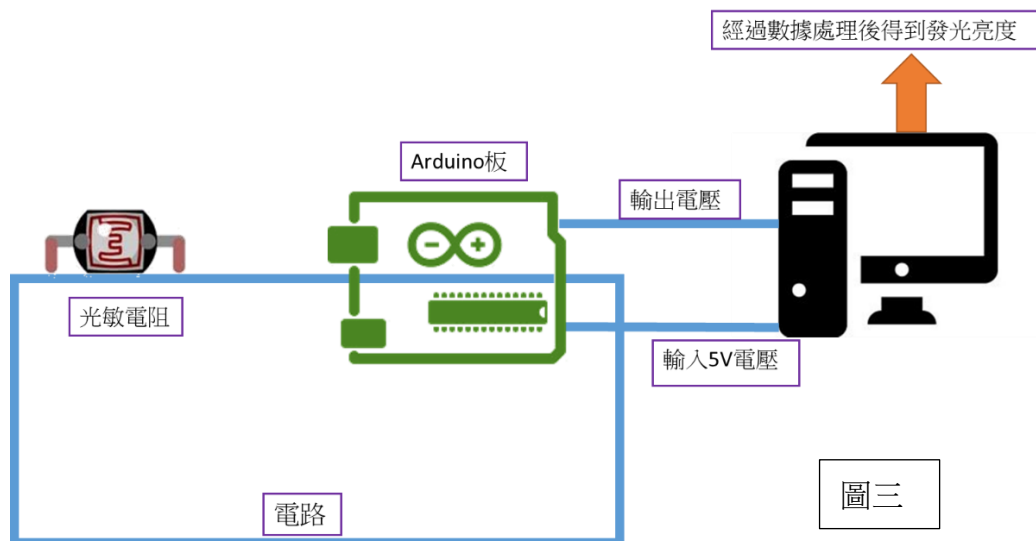 經過數據處理後得到發光亮度
Arduino板
輸出電壓
光敏電阻
輸入5V電壓
電路
圖三